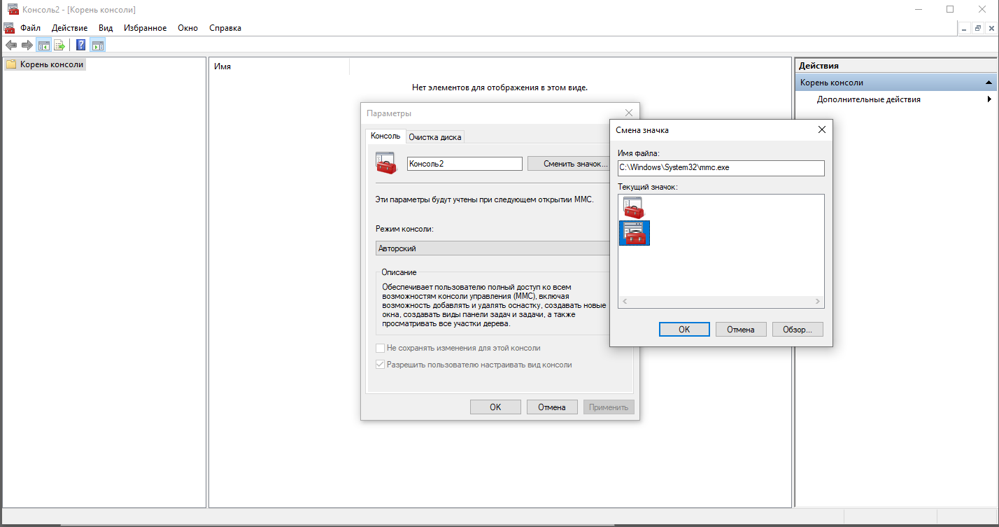 Консоль2 - [Корень консоли]
Файл Действие Вид Избранное Окно Справка
Корень консоли
Имя
Нет элементов для отображения в этом виде.
Действия
Корень консоли
Дополнительные действия
Параметры
Консоль Очистка диска
Консоль2
Сменить значок...
Эти параметры будут учтены при следующем открытии MMC.
Режим консоли:
Авторский
Описание
Обеспечивает пользователю полный доступ ко всем
возможностям консоли управления (MMC), включая
возможность добавлять и удалять оснастку, создавать новые
окна, создавать виды панели задач и задачи, а также
просматривать все участки дерева.
Не сохранять изменения для этой консоли
Разрешить пользователю настраивать вид консоли
OK Отмена Применить
Смена значка
Имя файла:
C:\Windows\System32\mmc.exe
Текущий значок:
OK Отмена Обзор...